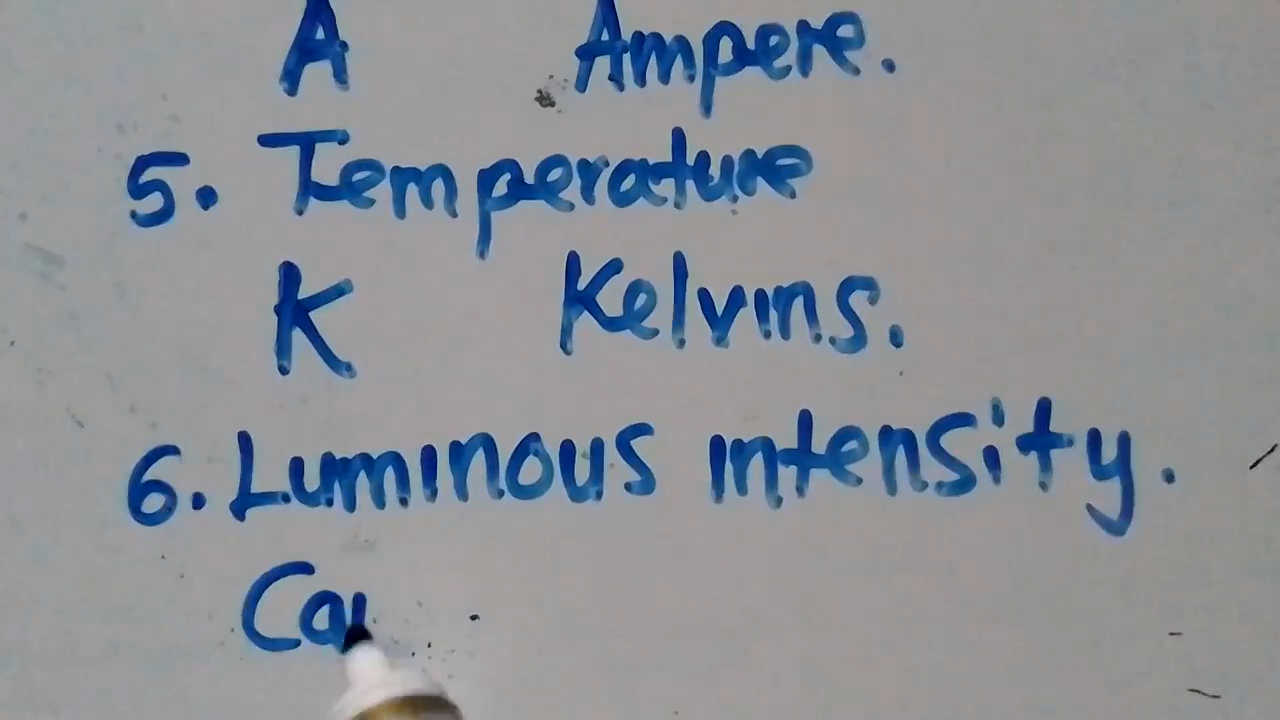 A Ampere.
5. Temperature
K Kelvins.
6. Luminous intensity.
Ca